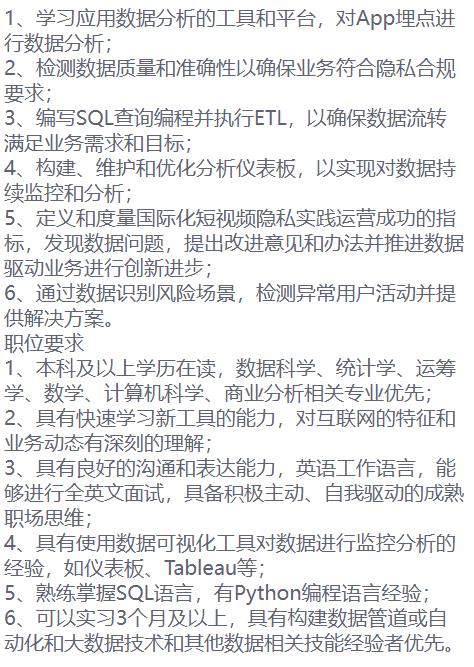 1、学习应用数据分析的工具和平台，对App埋点进
行数据分析；
2、检测数据质量和准确性以确保业务符合隐私合规
要求；
3、编写SQL查询编程并执行ETL，以确保数据流转
满足业务需求和目标；
4、构建、维护和优化分析仪表板，以实现对数据持
续监控和分析；
5、定义和度量国际化短视频隐私实践运营成功的指
标，发现数据问题，提出改进意见和办法并推进数据
驱动业务进行创新进步；
6、通过数据识别风险场景，检测异常用户活动并提
供解决方案。
职位要求
1、本科及以上学历在读，数据科学、统计学、运筹
学、数学、计算机科学、商业分析相关专业优先；
2、具有快速学习新工具的能力，对互联网的特征和
业务动态有深刻的理解；
3、具有良好的沟通和表达能力，英语工作语言，能
够进行全英文面试，具备积极主动、自我驱动的成熟
职场思维；
4、具有使用数据可视化工具对数据进行监控分析的
经验，如仪表板、Tableau等；
5、熟练掌握SQL语言，有Python编程语言经验；
6、可以实习3个月及以上，具有构建数据管道或自
动化和大数据技术和其他数据相关技能经验者优先。